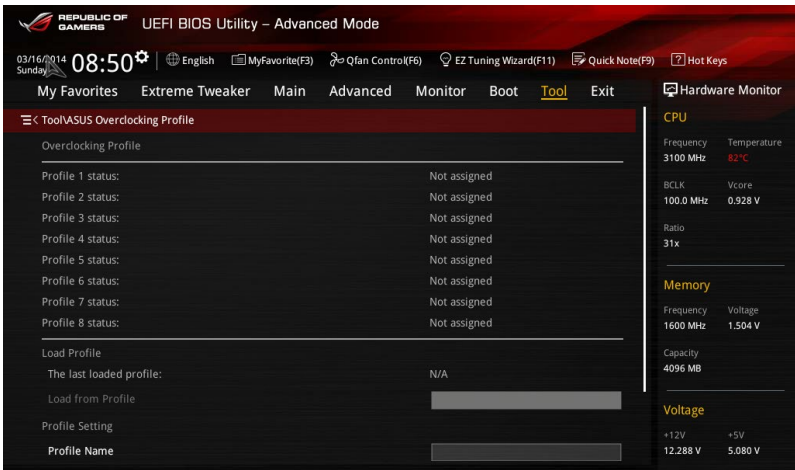 REPUBLIC OF
GAMERS
UEFI BIOS Utility – Advanced Mode
03/16/2014
Sunday
08:50
English
MyFavorite(F3)
Qfan Control(F6)
EZ Tuning Wizard(F11)
Quick Note(F9)
? Hot Keys
My Favorites Extreme Tweaker Main Advanced Monitor Boot Tool Exit
Tool\ASUS Overclocking Profile
Overclocking Profile
Profile 1 status: Not assigned
Profile 2 status: Not assigned
Profile 3 status: Not assigned
Profile 4 status: Not assigned
Profile 5 status: Not assigned
Profile 6 status: Not assigned
Profile 7 status: Not assigned
Profile 8 status: Not assigned
Load Profile
The last loaded profile: N/A
Load from Profile
Profile Setting
Profile Name
Hardware Monitor
CPU
Frequency Temperature
3100 MHz 82°C
BCLK Vcore
100.0 MHz 0.928 V
Ratio
31x
Memory
Frequency Voltage
1600 MHz 1.504 V
Capacity
4096 MB
Voltage
+12V +5V
12.288 V 5.080 V